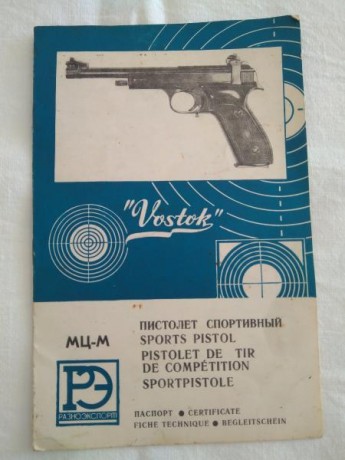 "Vostok"
МЦ-М
ПИСТОЛЕТ СПОРТИВНЫЙ
SPORTS PISTOL
PISTOLET DE TIR
DE COMPÉTITION
SPORTPISTOLE
РЭ
РАЗНОЭКСПОРТ
ПАСПОРТ ● CERTIFICATE
FICHE TECHNIQUE ● BEGLEITSCHEIN